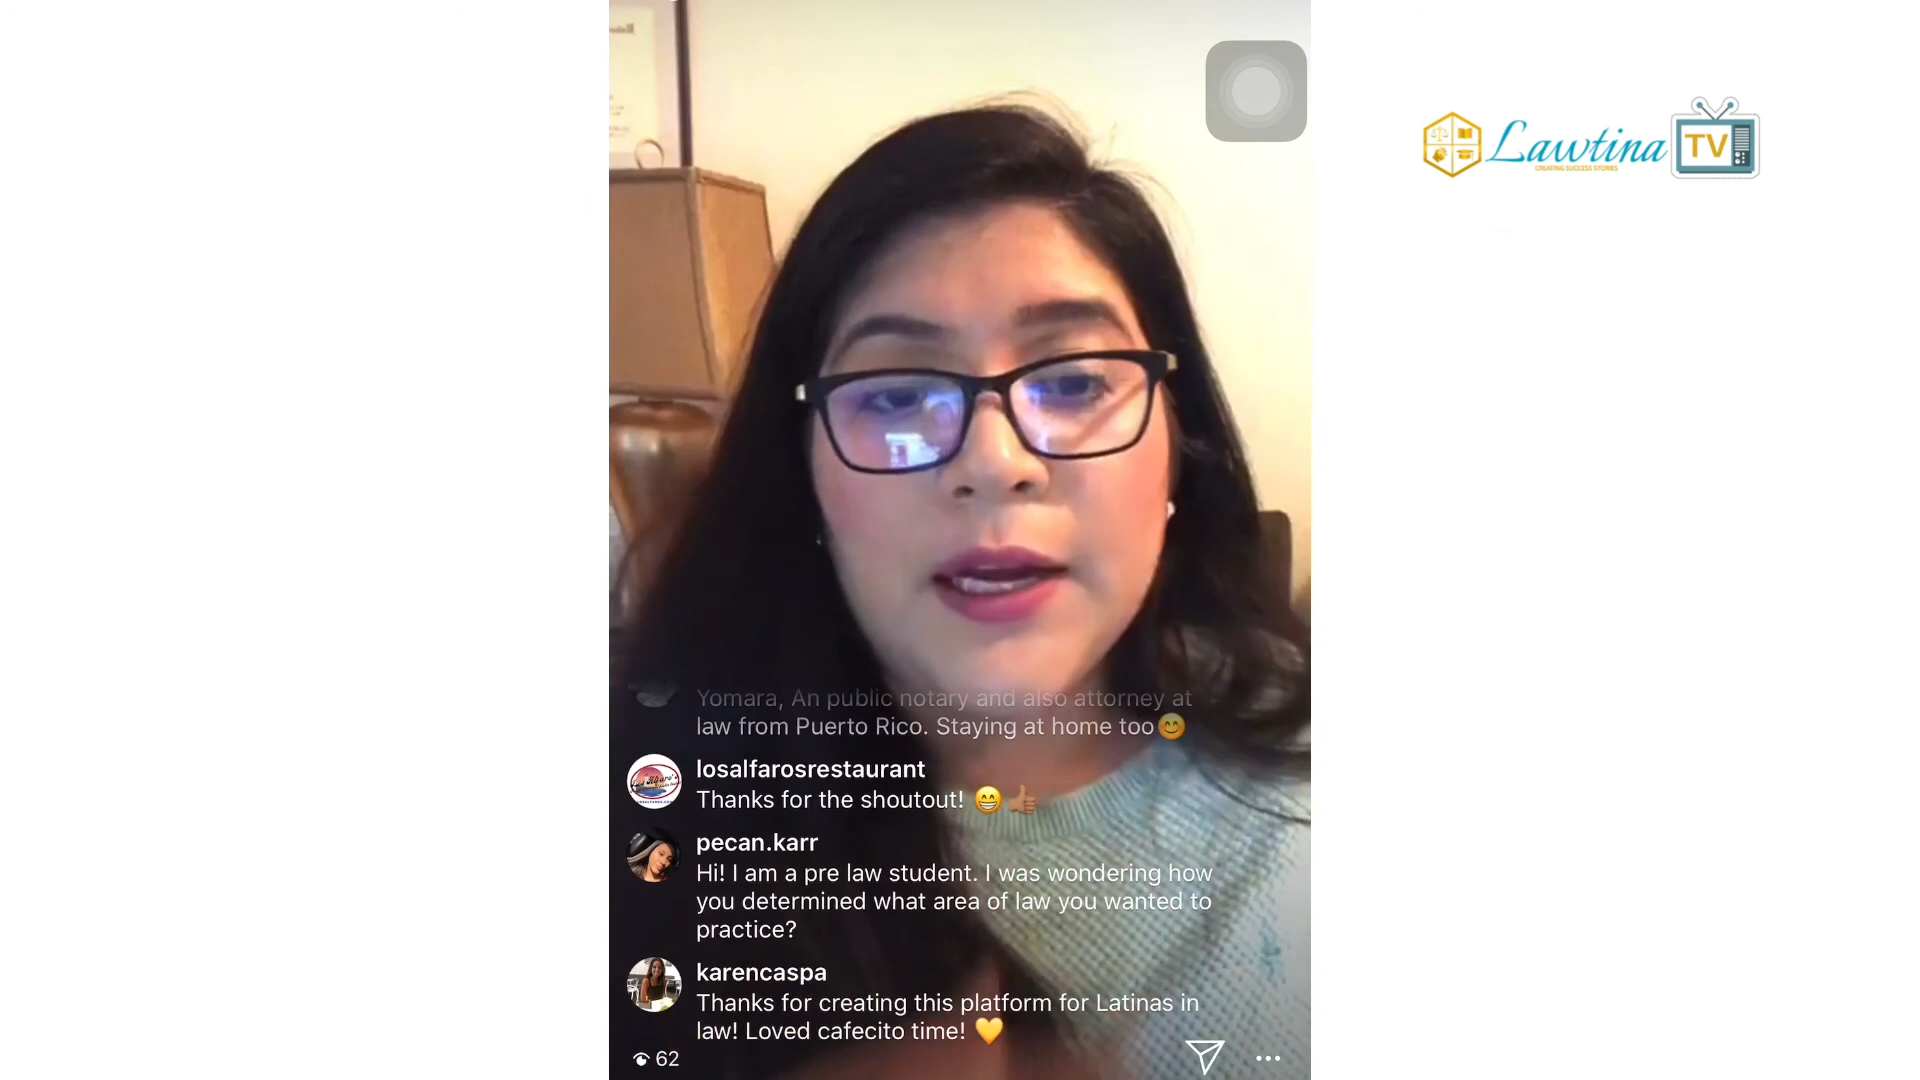 Lawtina
TV
CREATING SUCCESS STORIES
Yomara, An public notary and also attorney at
law from Puerto Rico. Staying at home too😊
losalfarosrestaurant
Thanks for the shoutout! 😁👍🏽
pecan.karr
Hi! I am a pre law student. I was wondering how
you determined what area of law you wanted to
practice?
karencaspa
Thanks for creating this platform for Latinas in
law! Loved cafecito time! 💛
62